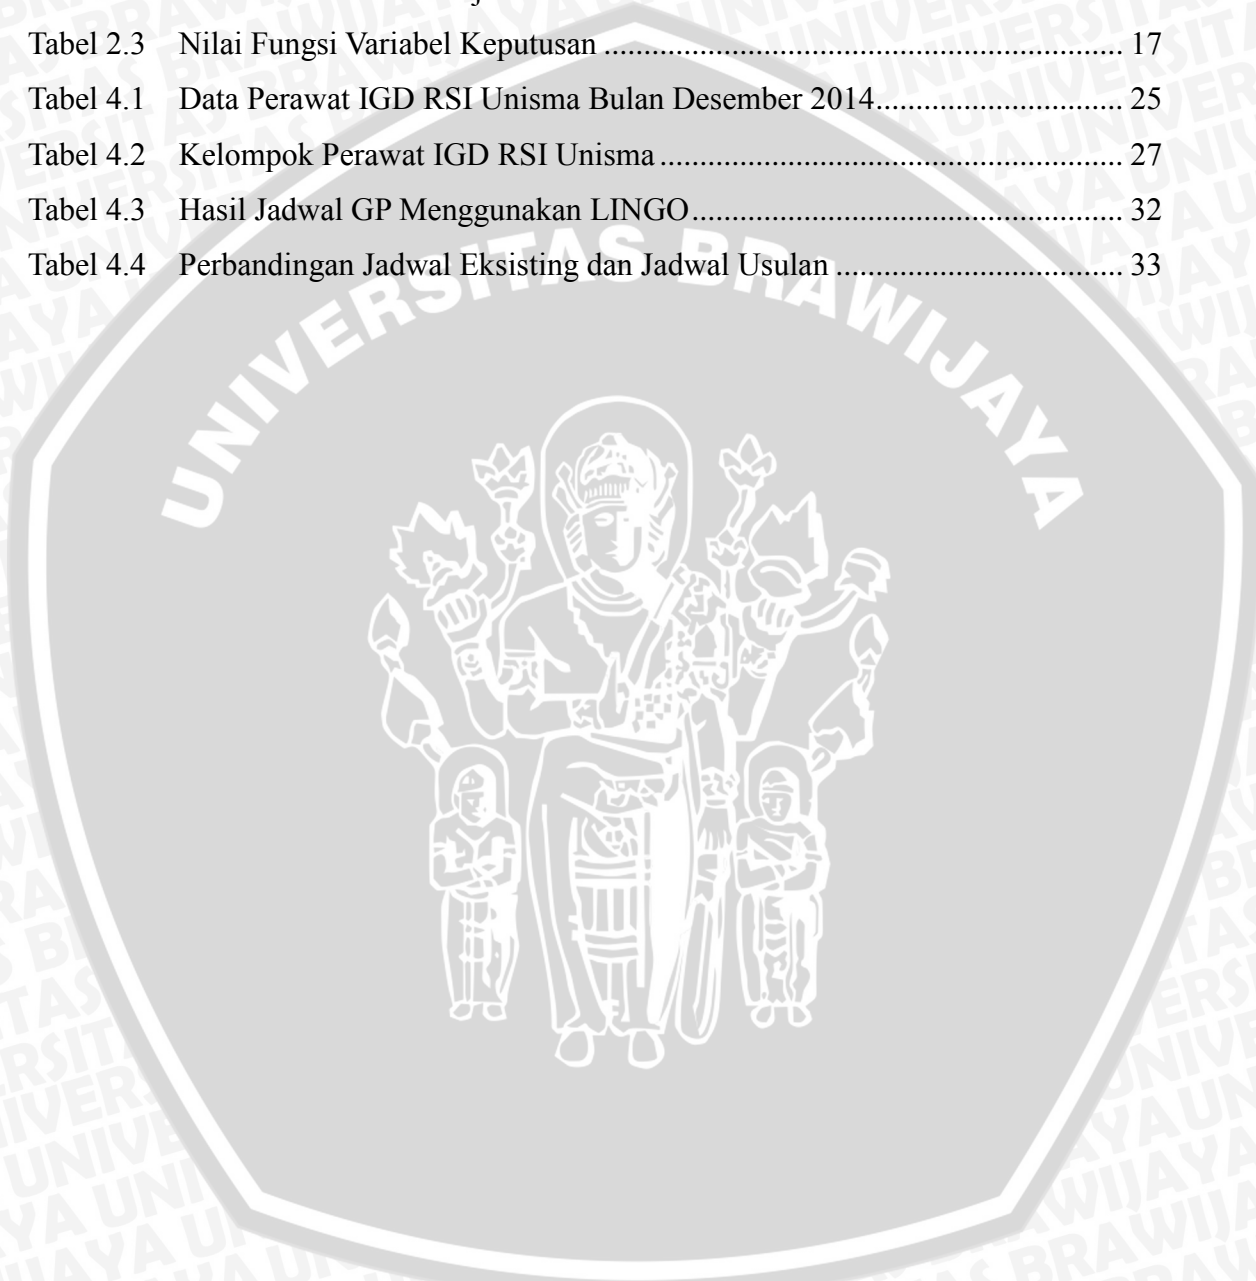 Tabel 2.3 Nilai Fungsi Variabel Keputusan ................................................................. 17
Tabel 4.1 Data Perawat IGD RSI Unisma Bulan Desember 2014............................... 25
Tabel 4.2 Kelompok Perawat IGD RSI Unisma .......................................................... 27
Tabel 4.3 Hasil Jadwal GP Menggunakan LINGO...................................................... 32
Tabel 4.4 Perbandingan Jadwal Eksisting dan Jadwal Usulan .................................... 33
UNIVERSITAS BRAWIJAYA